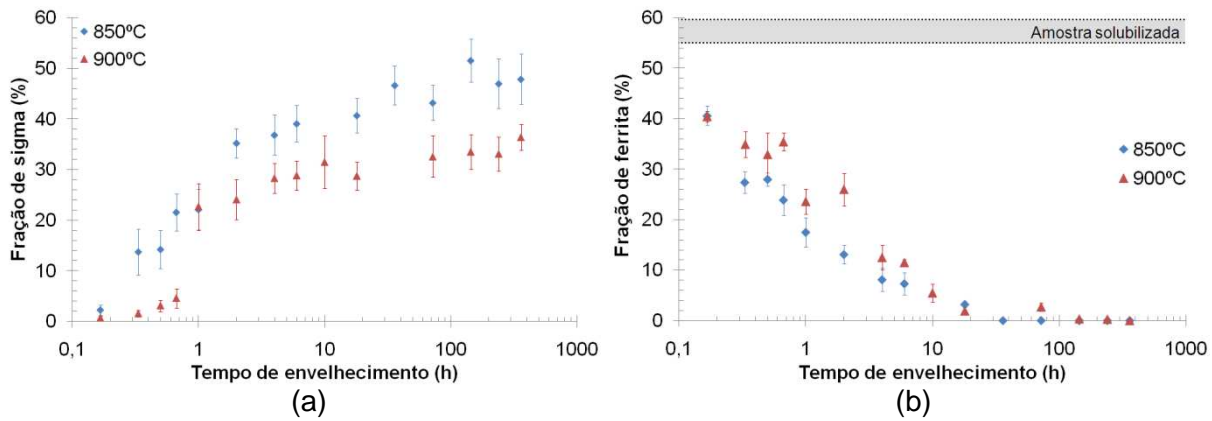 60
50
40
30
20
10
0
Fração de sigma (%)
850ºC
900ºC
0,1
1
10
100
1000
Tempo de envelhecimento (h)
(a)
60
50
40
30
20
10
0
Fração de ferrita (%)
Amostra solubilizada
850ºC
900ºC
0,1
1
10
100
1000
Tempo de envelhecimento (h)
(b)